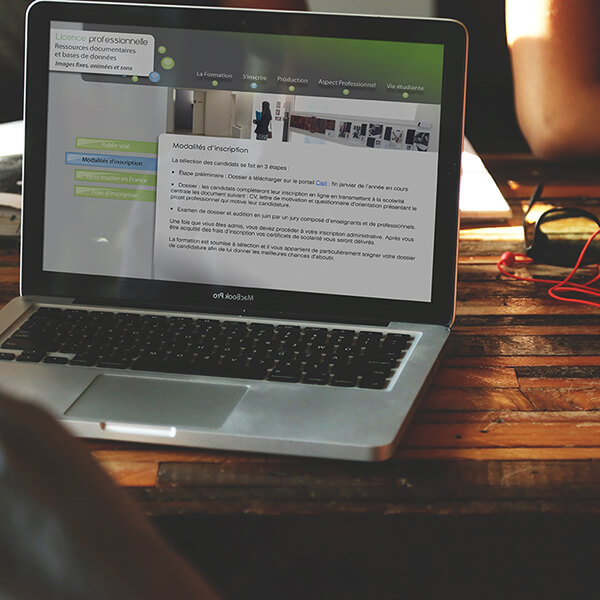 Licence professionnelle
Ressources documentaires
et bases de données
Images fixes, animées et sons
La Formation S'inscrire Production Aspect Professionnel Vie étudiante
Public visé
Modalités d'inscription
Venir étudier en France
Frais d'inscription
Modalités d'inscription
La sélection des candidats se fait en 3 étapes :
• Étape préliminaire : Dossier à télécharger sur le portail Ciell : fin janvier de l'année en cours
• Dossier : les candidats complèteront leur inscription en ligne en transmettant à la scolarité
centrale les document suivant : CV, lettre de motivation et questionnaire d'orientation présentant le
projet professionnel qui motive leur candidature.
• Examen de dossier et audition en juin par un jury composé d'enseignants et de professionnels.
Une fois que vous êtes admis, vous devez procéder à votre inscription administrative. Après vous
être acquité des frais d'inscription vos certificats de scolarité vous seront délivrés.
La formation est soumise à sélection et il vous appartient de particulièrement soigner votre dossier
de candidature afin de lui donner les meilleures chances d'aboutir.
MacBook Pro